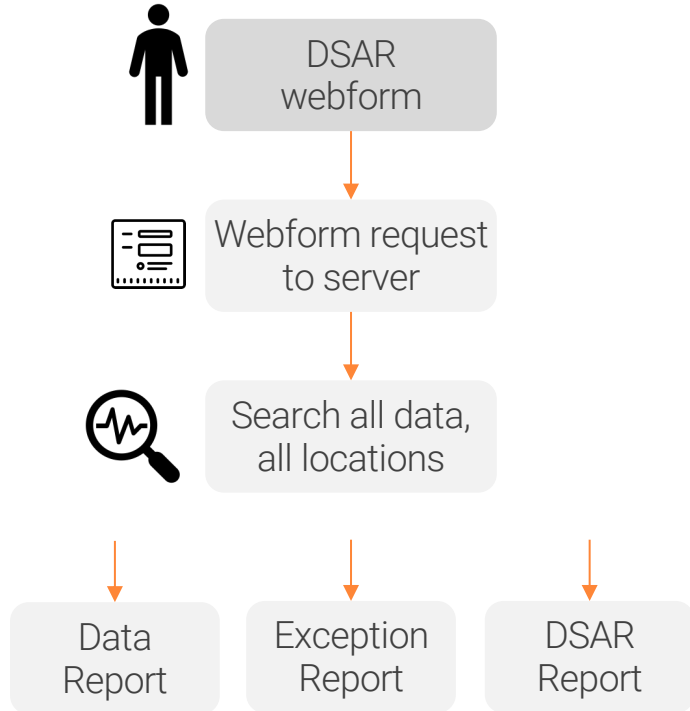 DSAR
webform
Webform request
to server
Search all data,
all locations
Data
Report
Exception
Report
DSAR
Report